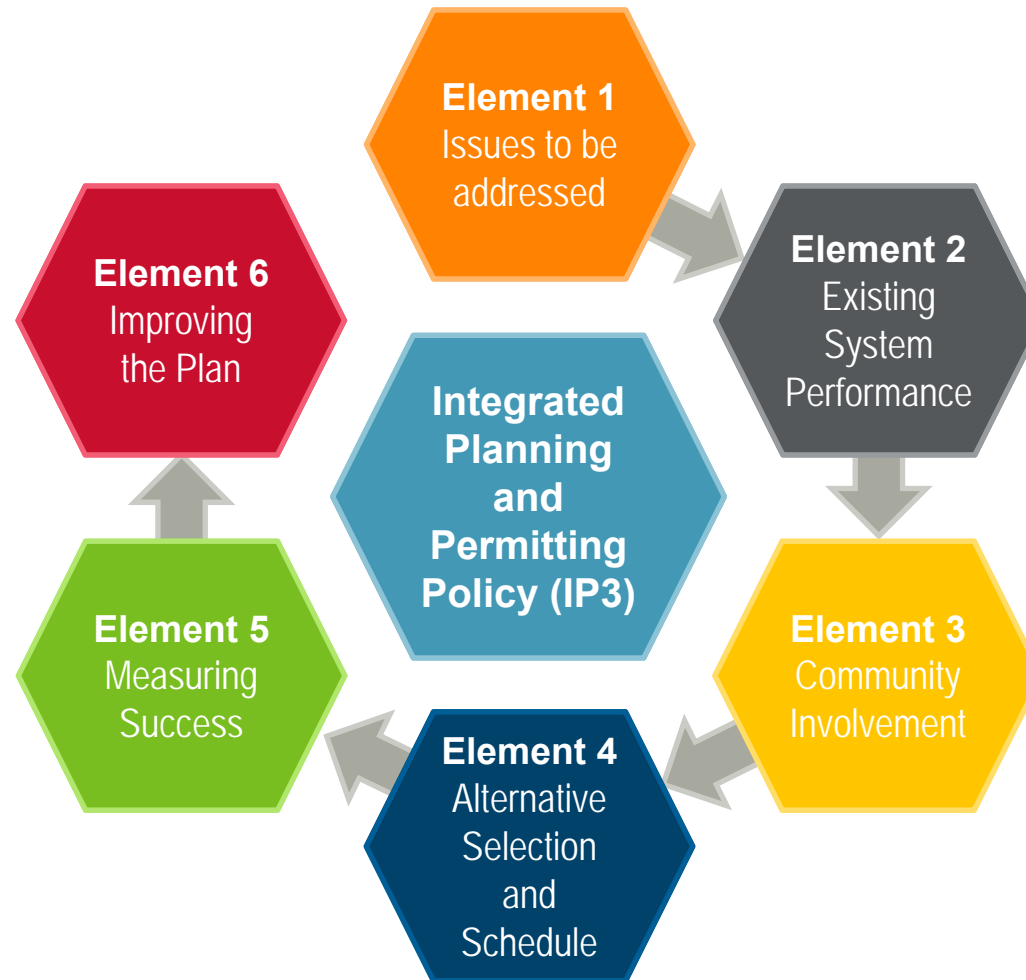 Element 1
Issues to be
addressed
Element 2
Existing
System
Performance
Element 3
Community
Involvement
Element 4
Alternative
Selection
and
Schedule
Element 5
Measuring
Success
Element 6
Improving
the Plan
Integrated
Planning
and
Permitting
Policy (IP3)